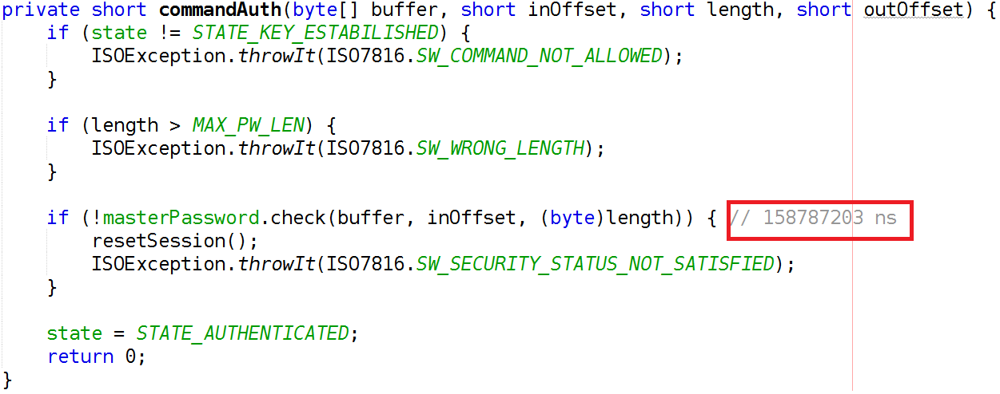 private short commandAuth(byte[] buffer, short inOffset, short length, short outOffset) {
    if (state != STATE_KEY_ESTABILISHED) {
        ISOException.throwIt(ISO7816.SW_COMMAND_NOT_ALLOWED);
    }

    if (length > MAX_PW_LEN) {
        ISOException.throwIt(ISO7816.SW_WRONG_LENGTH);
    }

    if (!masterPassword.check(buffer, inOffset, (byte)length)) { // 158787203 ns
        resetSession();
        ISOException.throwIt(ISO7816.SW_SECURITY_STATUS_NOT_SATISFIED);
    }

    state = STATE_AUTHENTICATED;
    return 0;
}